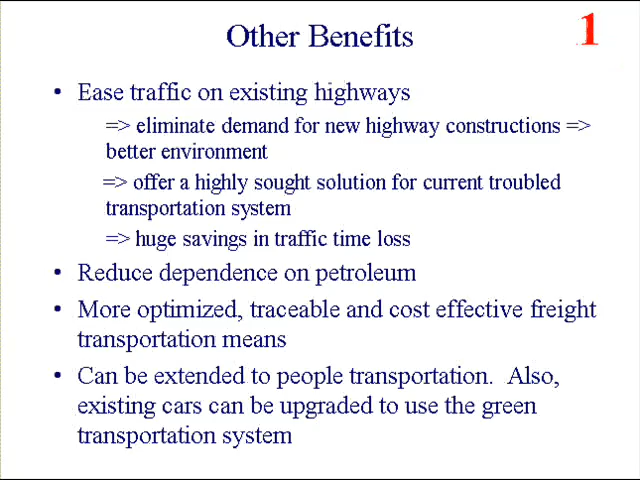 Other Benefits
1
• Ease traffic on existing highways
=> eliminate demand for new highway constructions =>
better environment
=> offer a highly sought solution for current troubled
transportation system
=> huge savings in traffic time loss
• Reduce dependence on petroleum
• More optimized, traceable and cost effective freight
transportation means
• Can be extended to people transportation. Also,
existing cars can be upgraded to use the green
transportation system